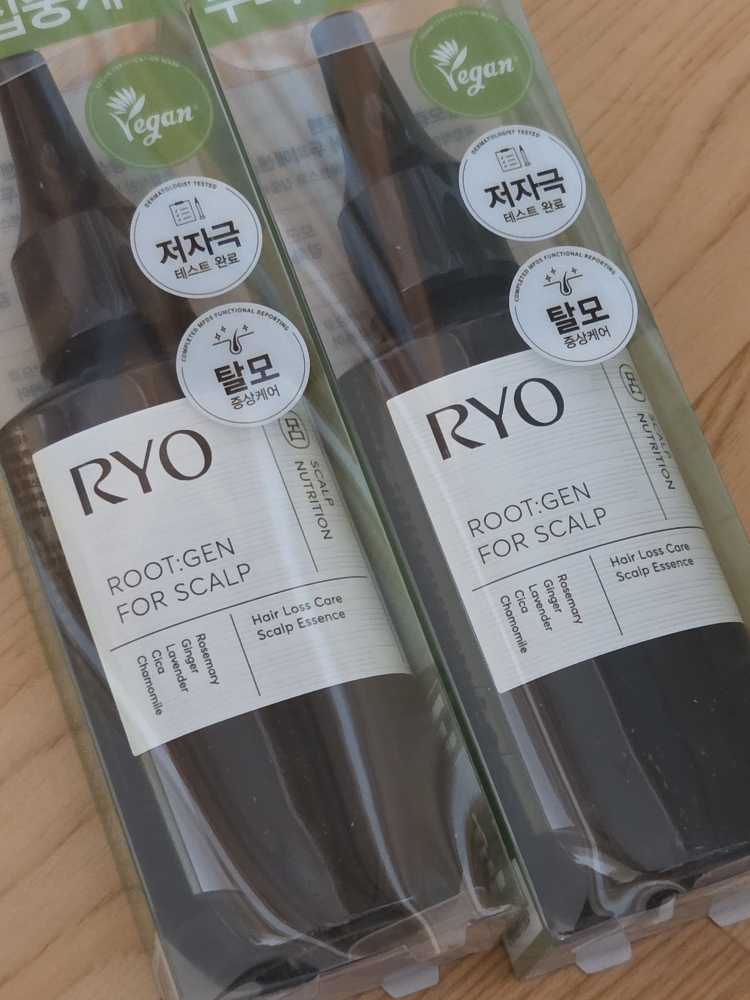 Vegan
DERMATOLOGIST TESTED
저자극
테스트 완료
COMPLETED MFDS FUNCTIONAL REPORTING
탈모
증상케어
RYO
SCALP
NUTRITION
ROOT:GEN
FOR SCALP
Rosemary
Ginger
Lavender
Cica
Chamomile
Hair Loss Care
Scalp Essence
Vegan
DERMATOLOGIST TESTED
저자극
테스트 완료
COMPLETED MFDS FUNCTIONAL REPORTING
탈모
증상케어
RYO
SCALP
NUTRITION
ROOT:GEN
FOR SCALP
Rosemary
Ginger
Lavender
Cica
Chamomile
Hair Loss Care
Scalp Essence